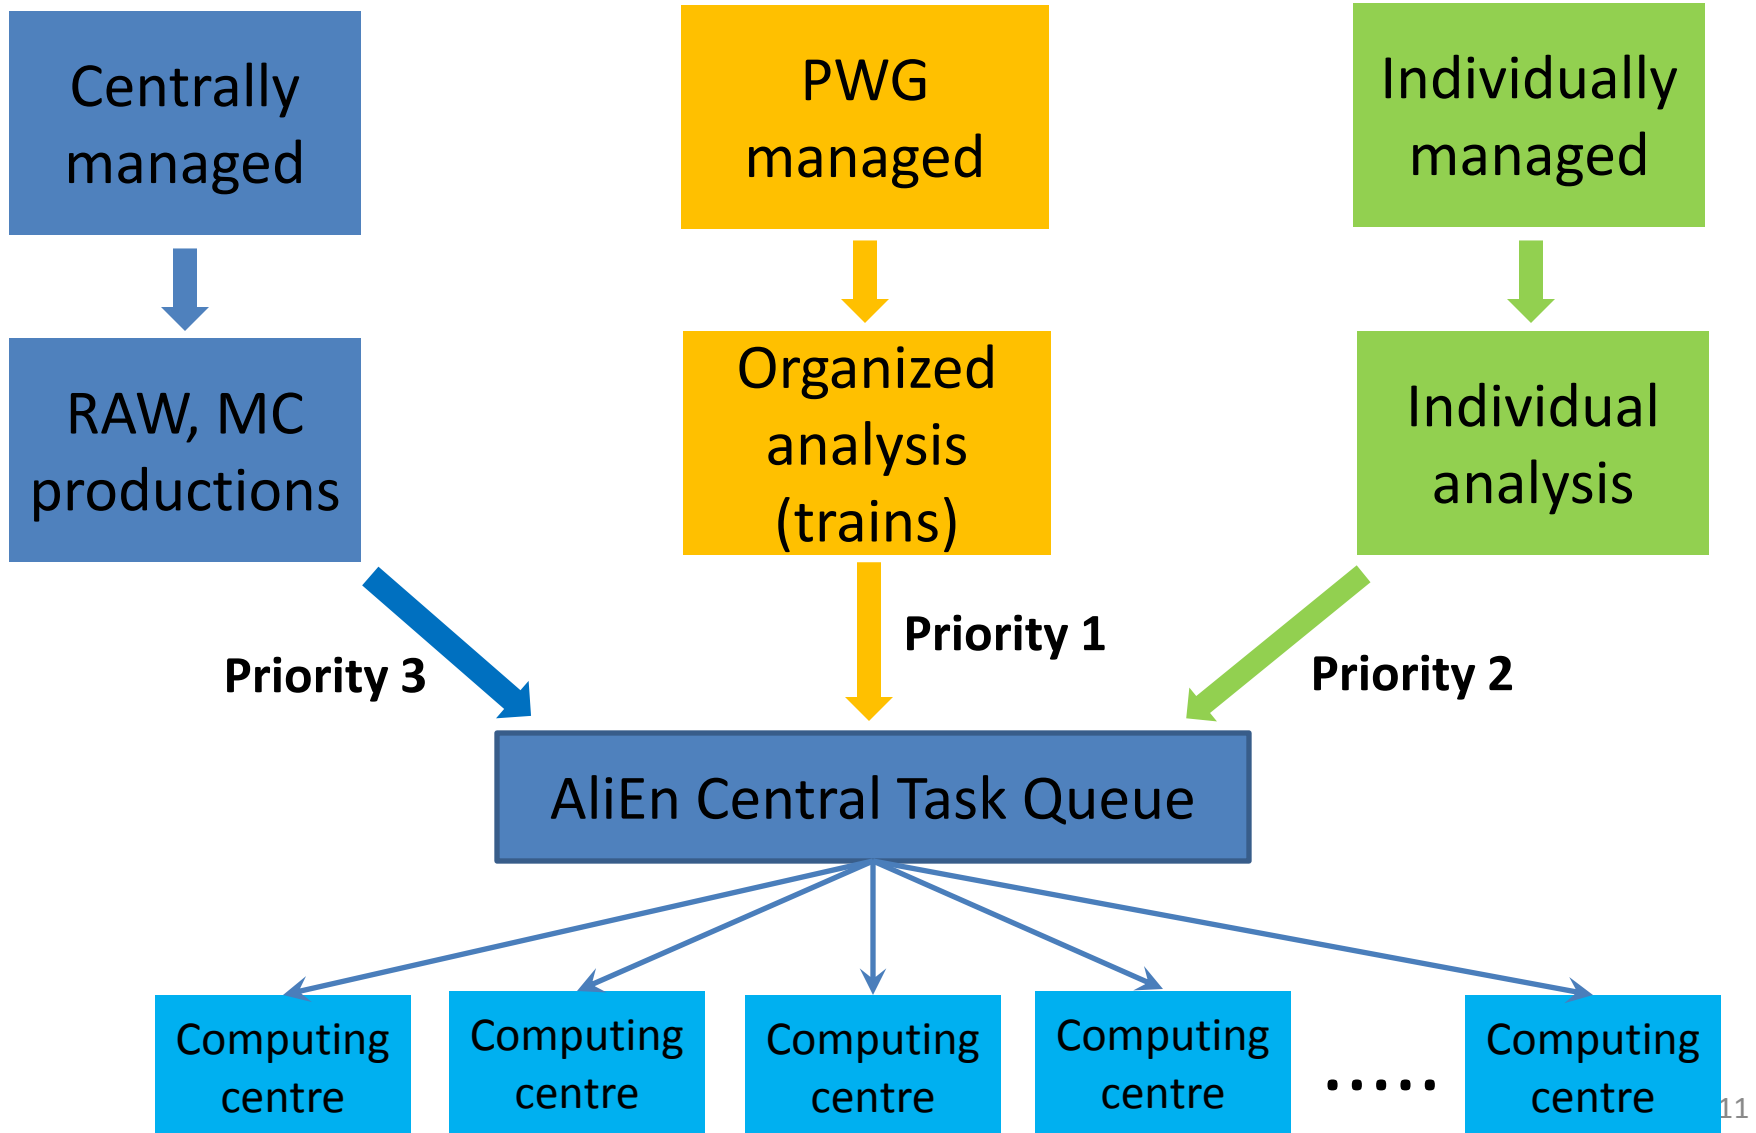 Centrally
managed
PWG
managed
Individually
managed
RAW, MC
productions
Organized
analysis
(trains)
Individual
analysis
Priority 3
Priority 1
Priority 2
AliEn Central Task Queue
Computing
centre
Computing
centre
Computing
centre
Computing
centre
.....
Computing
centre
11